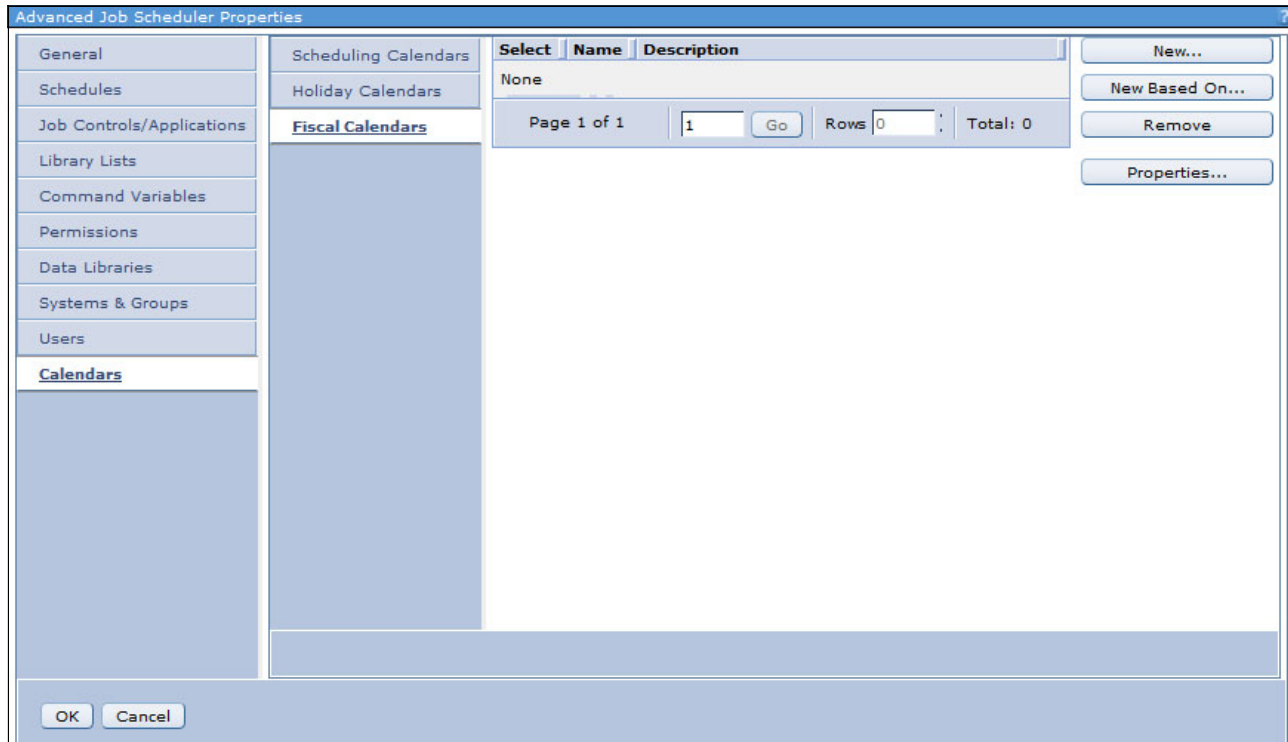 Advanced Job Scheduler Properties ?
General
Schedules
Job Controls/Applications
Library Lists
Command Variables
Permissions
Data Libraries
Systems & Groups
Users
Calendars
Scheduling Calendars
Holiday Calendars
Fiscal Calendars
Select Name Description
None
Page 1 of 1 1 Go Rows 0 Total: 0
New...
New Based On...
Remove
Properties...
OK Cancel